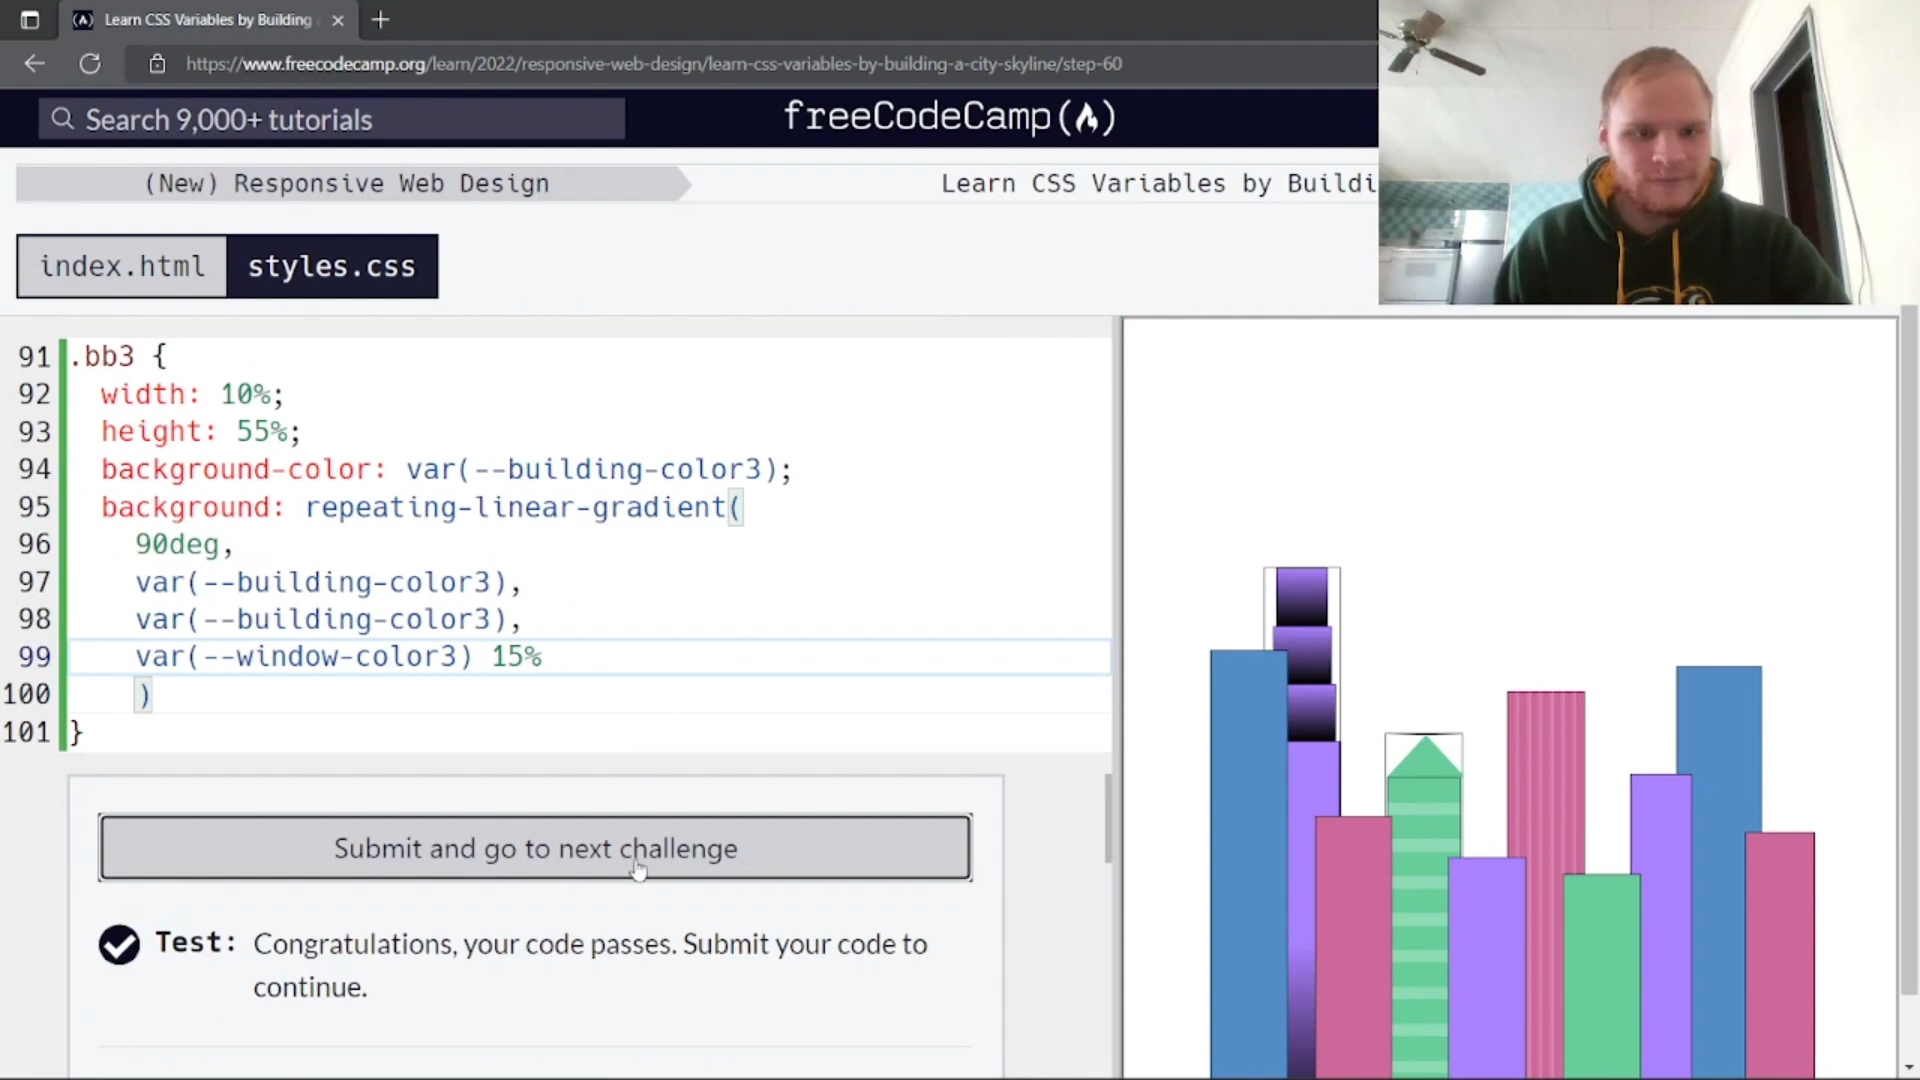 Learn CSS Variables by Building
https://www.freecodecamp.org/learn/2022/responsive-web-design/learn-css-variables-by-building-a-city-skyline/step-60
Search 9,000+ tutorials
freeCodeCamp(🔥)
(New) Responsive Web Design
Learn CSS Variables by Buildi
index.html
styles.css
91 .bb3 {
92 width: 10%;
93 height: 55%;
94 background-color: var(--building-color3);
95 background: repeating-linear-gradient(
96 90deg,
97 var(--building-color3),
98 var(--building-color3),
99 var(--window-color3) 15%
100 )
101 }
Submit and go to next challenge
Test: Congratulations, your code passes. Submit your code to
continue.